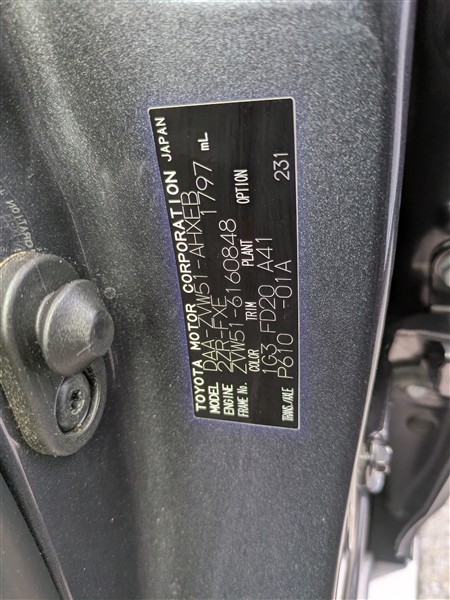 TOYOTA MOTOR CORPORATION JAPAN
MODEL DAA-ZVW51-AHXEB
ENGINE 2ZR-FXE 1797 mL
FRAME No. ZVW51-6160848
COLOR TRIM PLANT OPTION
1G3 FD20 A41 231
TRANS./AXLE P610 -01A